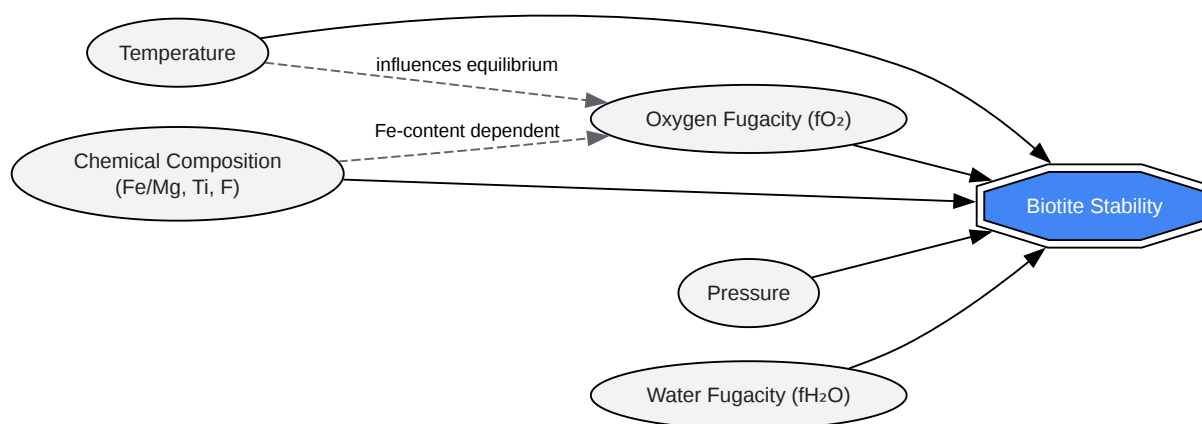 Temperature
influences equilibrium
Oxygen Fugacity (fO₂)
Fe-content dependent
Chemical Composition
(Fe/Mg, Ti, F)
Biotite Stability
Pressure
Water Fugacity (fH₂O)